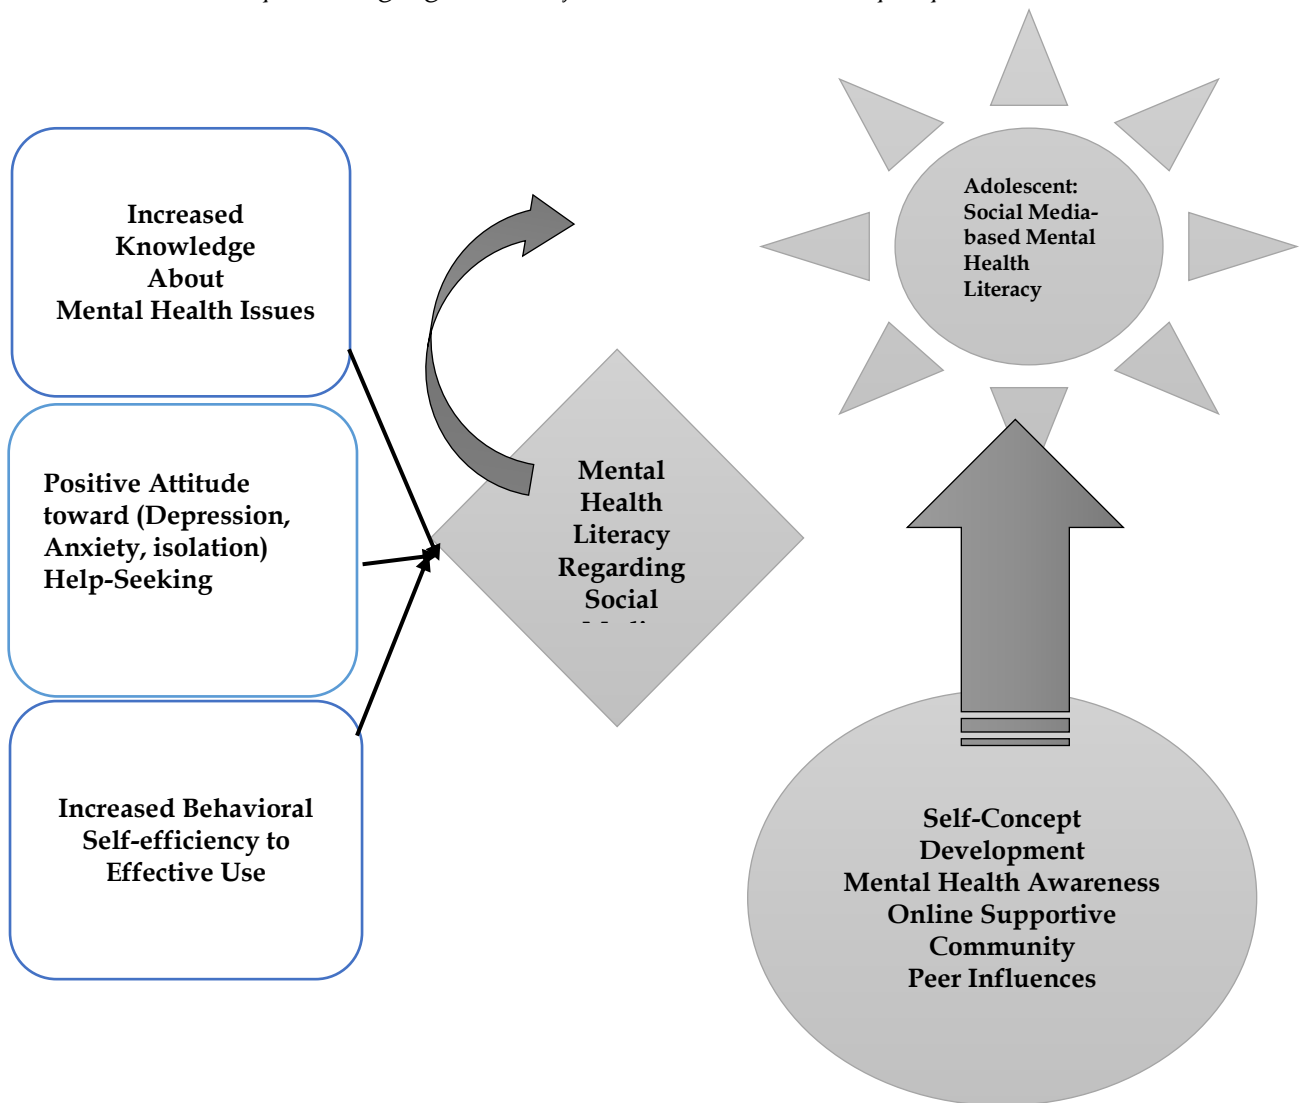 Increased
Knowledge
About
Mental Health Issues
Positive Attitude
toward (Depression,
Anxiety, isolation)
Help-Seeking
Increased Behavioral
Self-efficiency to
Effective Use
Mental
Health
Literacy
Regarding
Social
Adolescent:
Social Media-
based Mental
Health
Literacy
Self-Concept
Development
Mental Health Awareness
Online Supportive
Community
Peer Influences